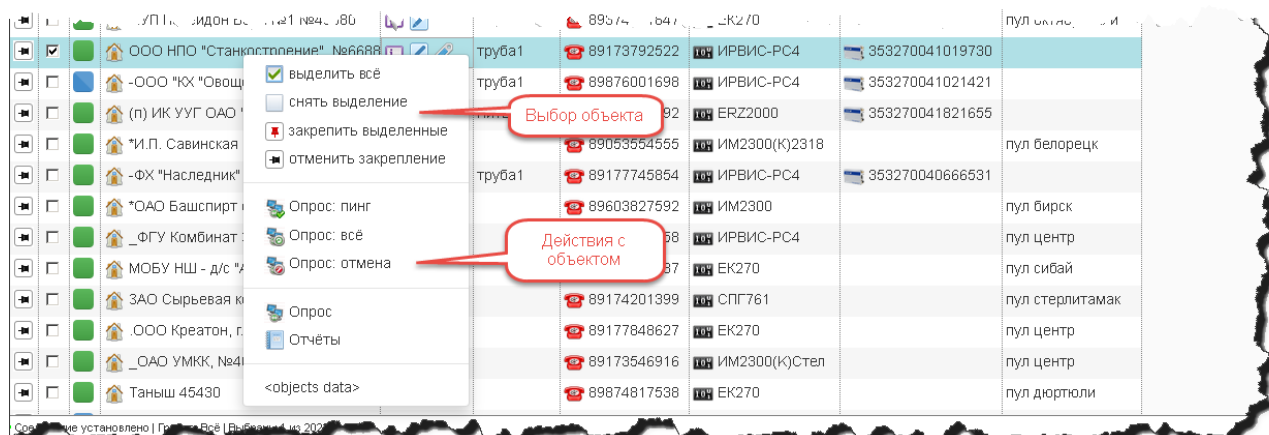 ООО НПО "Станкостроение" №6688 труба1 89173792522 ИРВИС-РС4 353270041019730
-ООО "КХ "Овощ труба1 89876001698 ИРВИС-РС4 353270041021421
(п) ИК УУГ ОАО " 92 ERZ2000 353270041821655
*И.П. Савинская 89053554555 ИМ2300(К)2318 пул белорецк
-ФХ "Наследник" труба1 89177745854 ИРВИС-РС4 353270040666531
*ОАО Башспирт 89603827592 ИМ2300 пул бирск
_ФГУ Комбинат ИРВИС-РС4 пул центр
МОБУ НШ - д/с "А 37 ЕК270 пул сибай
ЗАО Сырьевая к 89174201399 СПГ761 пул стерлитамак
.ООО Креатон, г. 89177848627 ЕК270 пул центр
_ОАО УМКК, №4 89173546916 ИМ2300(К)Стел пул центр
Таныш 45430 89874817538 ЕК270 пул дюртюли
выделить всё
снять выделение
закрепить выделенные
отменить закрепление
Опрос: пинг
Опрос: всё
Опрос: отмена
Опрос
Отчёты
<objects data>
Выбор объекта
Действия с
объектом